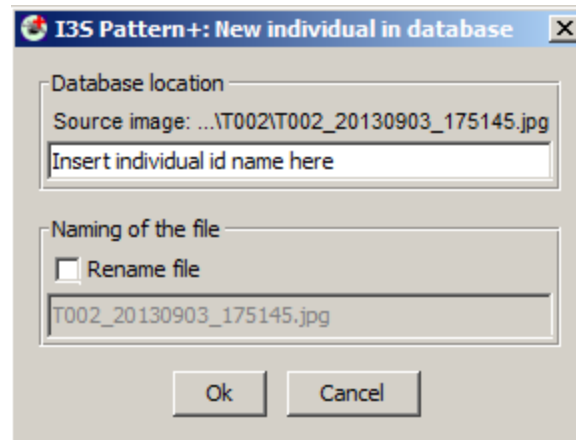 I3S Pattern+: New individual in database
Database location
Source image: ...\T002\T002_20130903_175145.jpg
Insert individual id name here
Naming of the file
Rename file
T002_20130903_175145.jpg
Ok Cancel